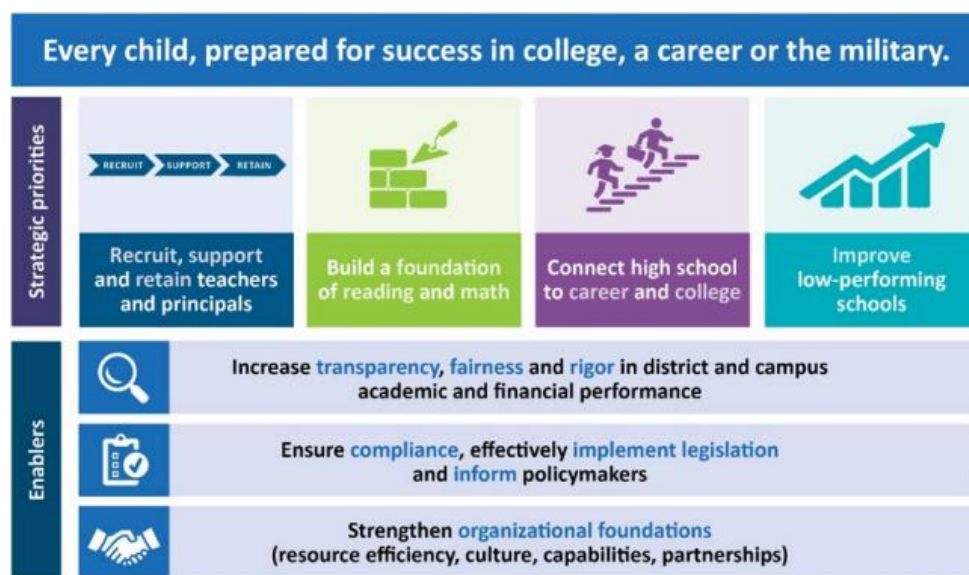 Every child, prepared for success in college, a career or the military.
Strategic priorities
RECRUIT SUPPORT RETAIN
Recruit, support
and retain teachers
and principals
Build a foundation
of reading and math
Connect high school
to career and college
Improve
low-performing
schools
Enablers
Increase transparency, fairness and rigor in district and campus
academic and financial performance
Ensure compliance, effectively implement legislation
and inform policymakers
Strengthen organizational foundations
(resource efficiency, culture, capabilities, partnerships)